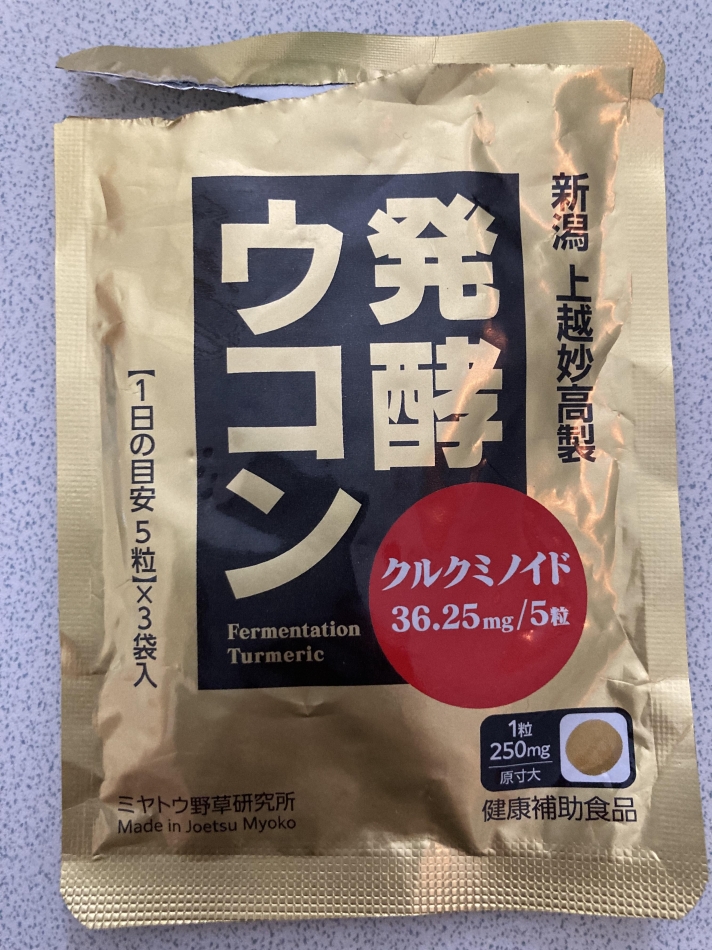 新潟 上越妙高製
発酵
ウコン
Fermentation
Turmeric
クルクミノイド
36.25mg/5粒
【1日の目安 5粒】×3袋入
1粒
250mg
原寸大
健康補助食品
ミヤトウ野草研究所
Made in Joetsu Myoko